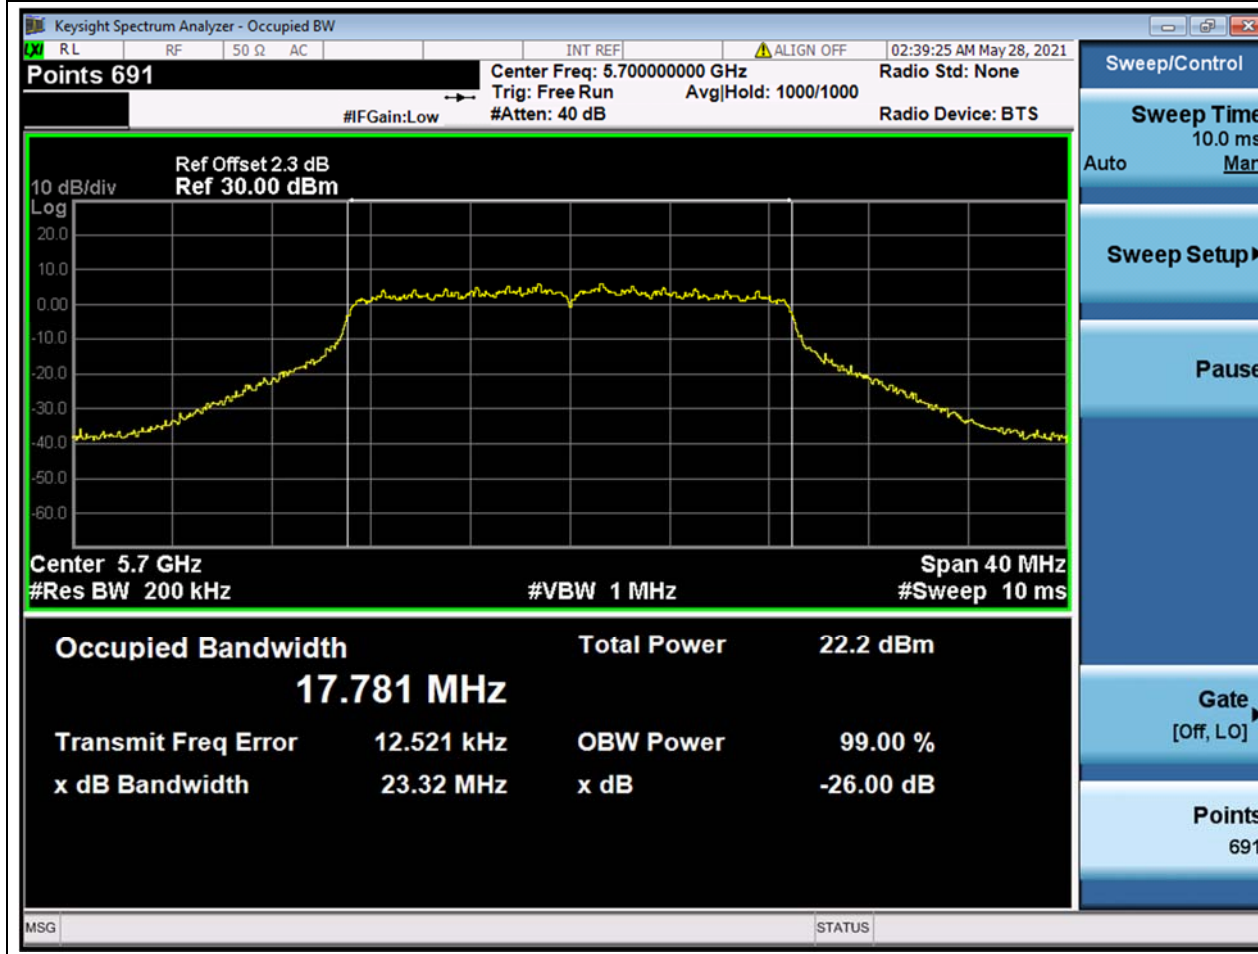 Keysight Spectrum Analyzer - Occupied BW
LXI RL RF 50 Ω AC INT REF ALIGN OFF 02:39:25 AM May 28, 2021
Points 691
Center Freq: 5.700000000 GHz Radio Std: None
Trig: Free Run Avg|Hold: 1000/1000
#IFGain:Low #Atten: 40 dB Radio Device: BTS
Ref Offset 2.3 dB
10 dB/div Ref 30.00 dBm
Log
20.0
10.0
0.00
-10.0
-20.0
-30.0
-40.0
-50.0
-60.0
Center 5.7 GHz Span 40 MHz
#Res BW 200 kHz #VBW 1 MHz #Sweep 10 ms
Occupied Bandwidth Total Power 22.2 dBm
17.781 MHz
Transmit Freq Error 12.521 kHz OBW Power 99.00 %
x dB Bandwidth 23.32 MHz x dB -26.00 dB
MSG STATUS
Sweep/Control
Sweep Time
10.0 ms
Auto Man
Sweep Setup
Pause
Gate
[Off, LO]
Points
691